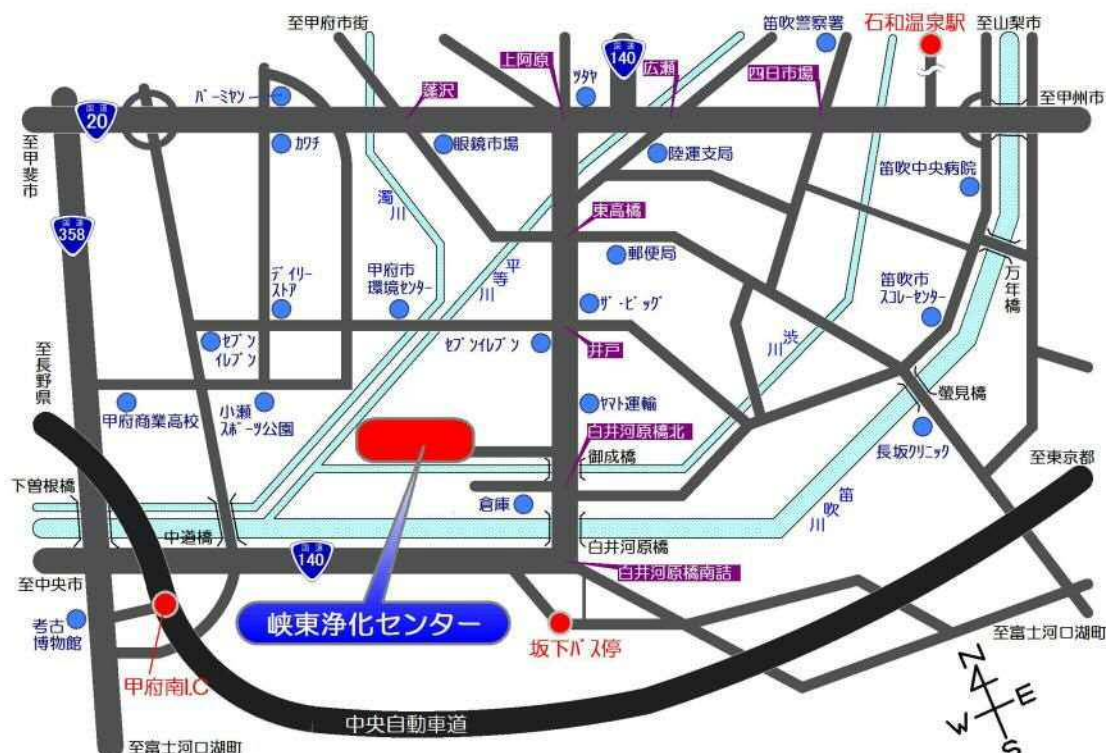 至甲府市街
笛吹警察署
石和温泉駅
至山梨市
上阿原
国道
140
ツタヤ
広瀬
四日市場
バーミヤン
蓬沢
国道
20
至甲州市
至甲斐市
カワチ
眼鏡市場
陸運支局
笛吹中央病院
濁川
東高橋
国道
358
平等川
郵便局
デイリー
ストア
甲府市
環境センター
ザ・ビッグ
笛吹市
スコレーセンター
万年橋
セブン
イレブン
セブンイレブン
井戸
渋川
至長野県
甲府商業高校
小瀬
スポーツ公園
ヤマト運輸
螢見橋
白井河原橋北
長坂クリニック
御成橋
至東京都
下曽根橋
倉庫
笛吹川
中道橋
国道
140
白井河原橋
至中央市
白井河原橋南詰
考古
博物館
峡東浄化センター
坂下バス停
至富士河口湖町
甲府南I.C
中央自動車道
至富士河口湖町
N
W
E
S